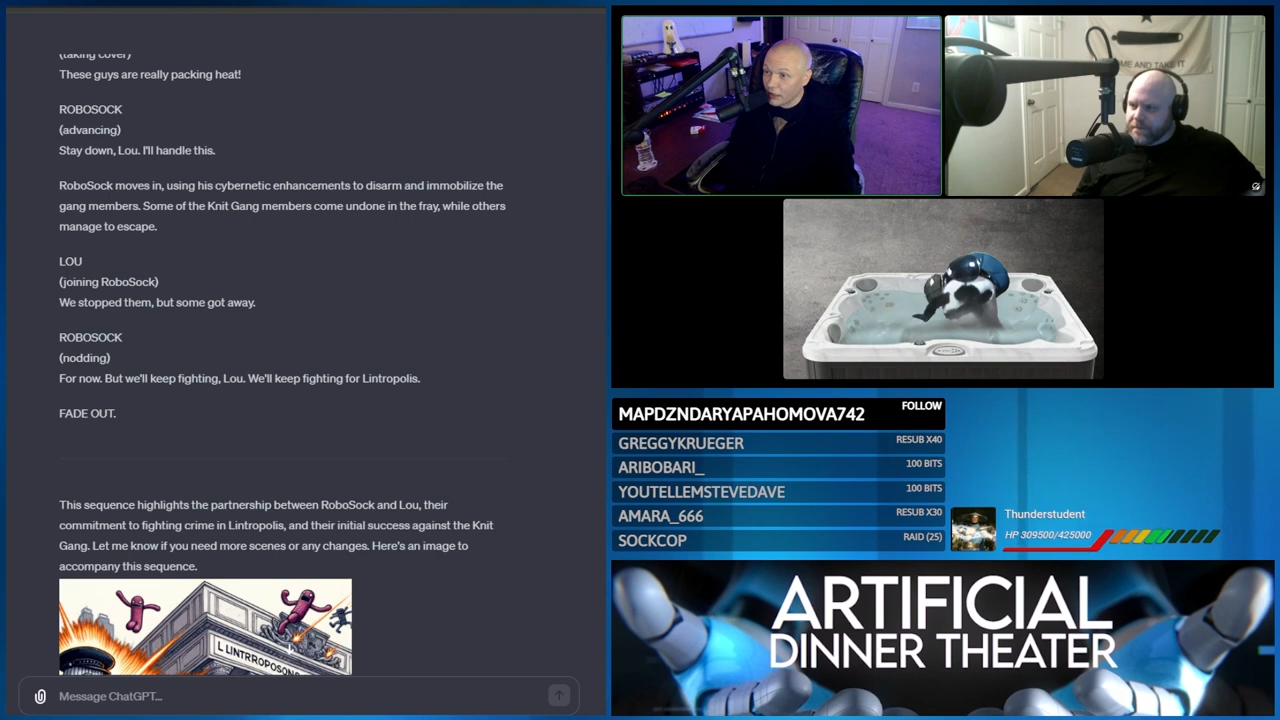 (taking cover)
These guys are really packing heat!
ROBOSOCK
(advancing)
Stay down, Lou. I'll handle this.
RoboSock moves in, using his cybernetic enhancements to disarm and immobilize the
gang members. Some of the Knit Gang members come undone in the fray, while others
manage to escape.
LOU
(joining RoboSock)
We stopped them, but some got away.
ROBOSOCK
(nodding)
For now. But we'll keep fighting, Lou. We'll keep fighting for Lintropolis.
FADE OUT.
This sequence highlights the partnership between RoboSock and Lou, their
commitment to fighting crime in Lintropolis, and their initial success against the Knit
Gang. Let me know if you need more scenes or any changes. Here's an image to
accompany this sequence.
L LINTRROPOSON
Message ChatGPT...
ME AND TAKE IT
MAPDZNDARYAPAHOMOVA742 FOLLOW
GREGGYKRUEGER RESUB X40
ARIBOBARI_ 100 BITS
YOUTELLEMSTEVEDAVE 100 BITS
AMARA_666 RESUB X30
SOCKCOP RAID (25)
Thunderstudent
HP 309500/425000
ARTIFICIAL
DINNER THEATER